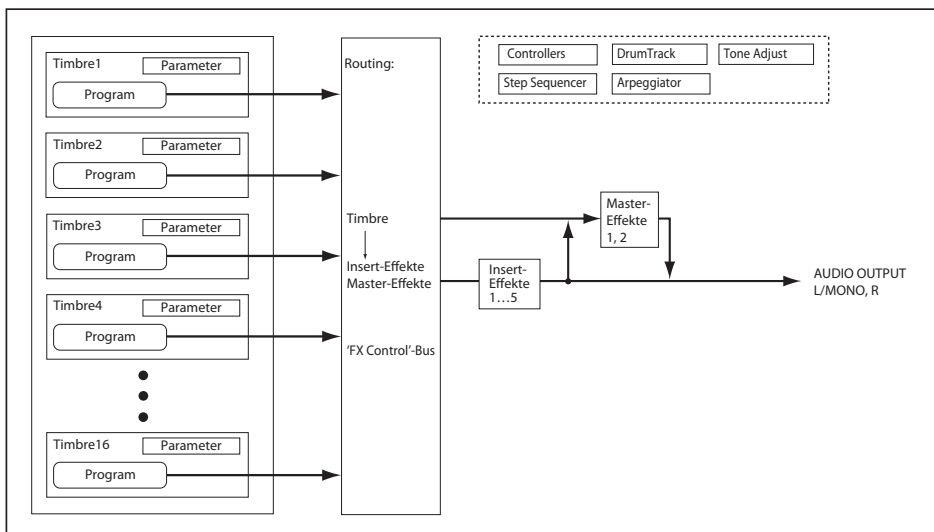 Timbre1
Parameter
Program
Timbre2
Parameter
Program
Timbre3
Parameter
Program
Timbre4
Parameter
Program
Timbre16
Parameter
Program
Routing:
Timbre
Insert-Effekte
Master-Effekte
‘FX Control’-Bus
Controllers
DrumTrack
Tone Adjust
Step Sequencer
Arpeggiator
Insert-
Effekte
1…5
Master-
Effekte
1, 2
AUDIO OUTPUT
L/MONO, R